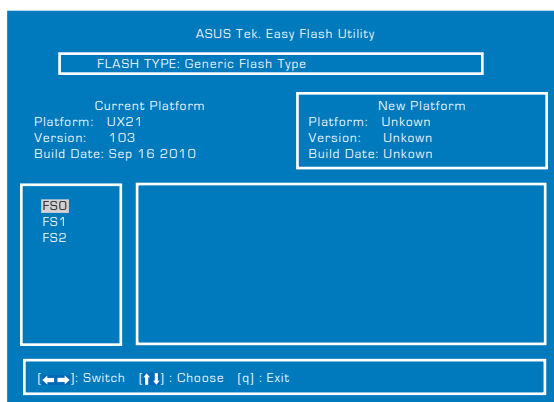 ASUS Tek. Easy Flash Utility
FLASH TYPE: Generic Flash Type
Current Platform
Platform: UX21
Version: 103
Build Date: Sep 16 2010
New Platform
Platform: Unkown
Version: Unkown
Build Date: Unkown
FS0
FS1
FS2
[←→]: Switch [↑↓] : Choose [q] : Exit